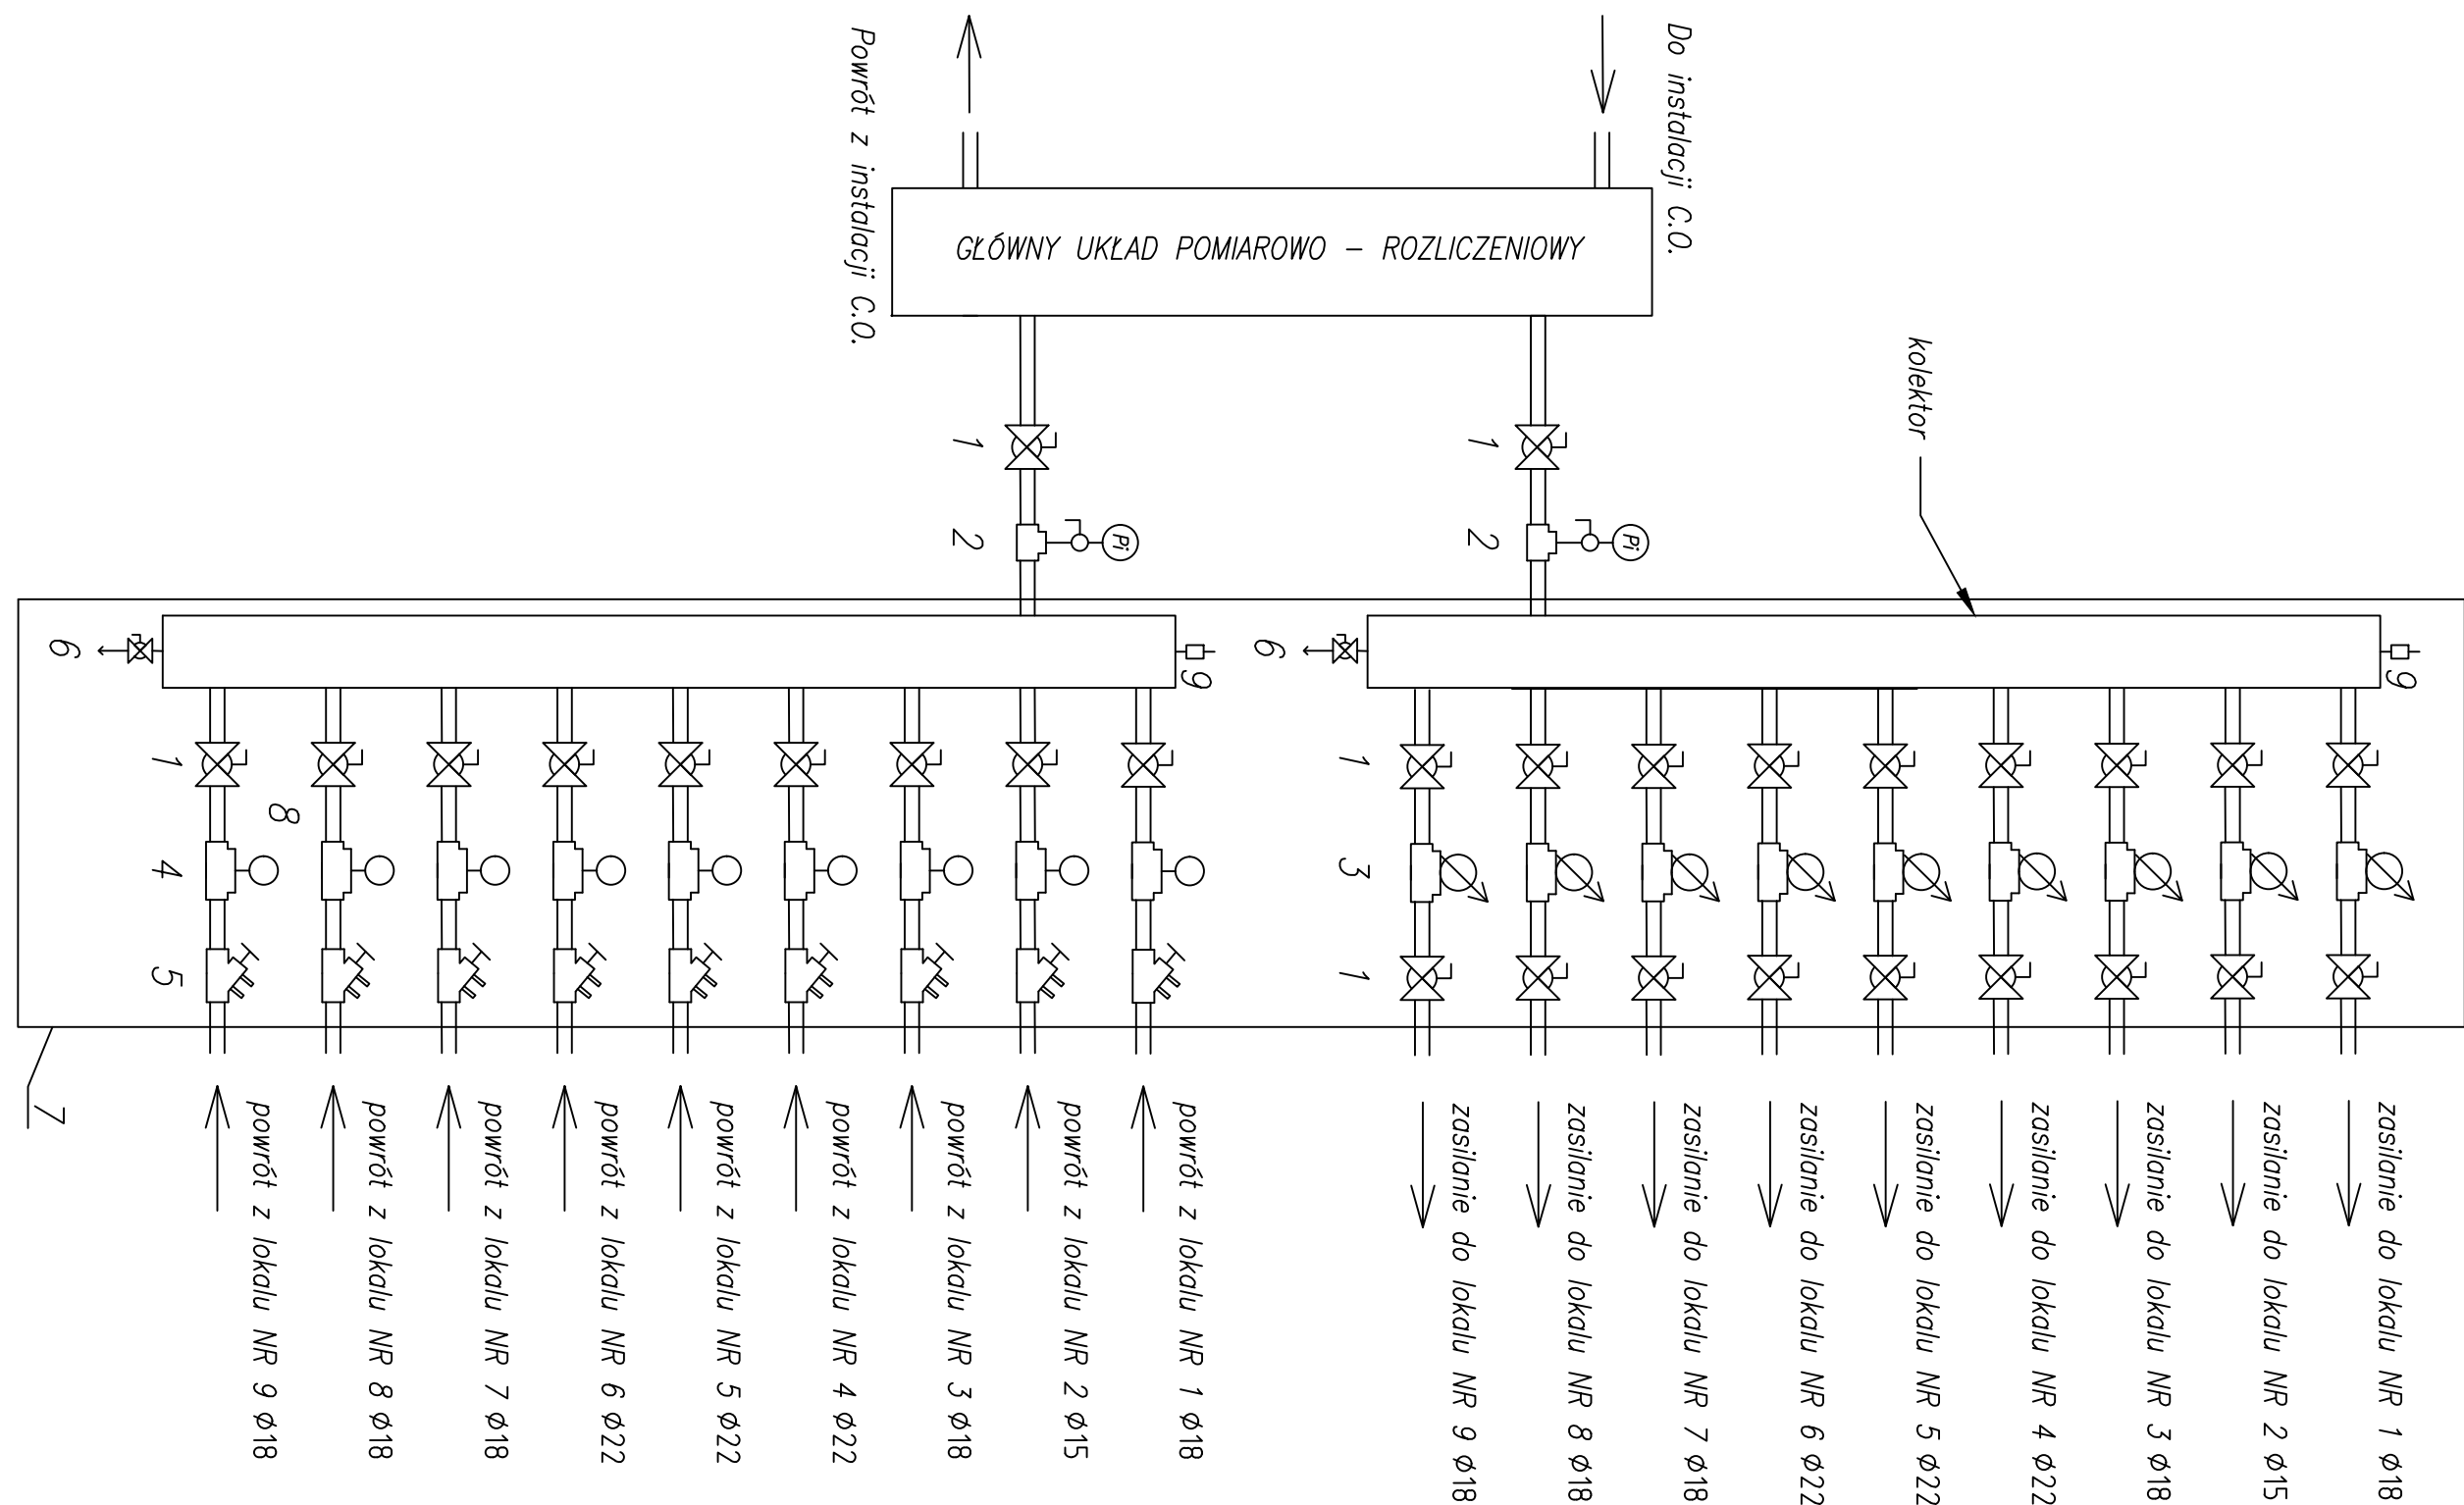 Powrót z instalacji C.O.
Do instalacji C.O.
GŁÓWNY UKŁAD POMIAROWO - ROZLICZENIOWY
kolektor
1
1
2
Pi
2
Pi
6
9
6
9
1
8
4
5
1
3
1
7
powrót z lokalu NR 9 ø18
powrót z lokalu NR 8 ø18
powrót z lokalu NR 7 ø18
powrót z lokalu NR 6 ø22
powrót z lokalu NR 5 ø22
powrót z lokalu NR 4 ø22
powrót z lokalu NR 3 ø18
powrót z lokalu NR 2 ø15
powrót z lokalu NR 1 ø18
zasilanie do lokalu NR 9 ø18
zasilanie do lokalu NR 8 ø18
zasilanie do lokalu NR 7 ø18
zasilanie do lokalu NR 6 ø22
zasilanie do lokalu NR 5 ø22
zasilanie do lokalu NR 4 ø22
zasilanie do lokalu NR 3 ø18
zasilanie do lokalu NR 2 ø15
zasilanie do lokalu NR 1 ø18